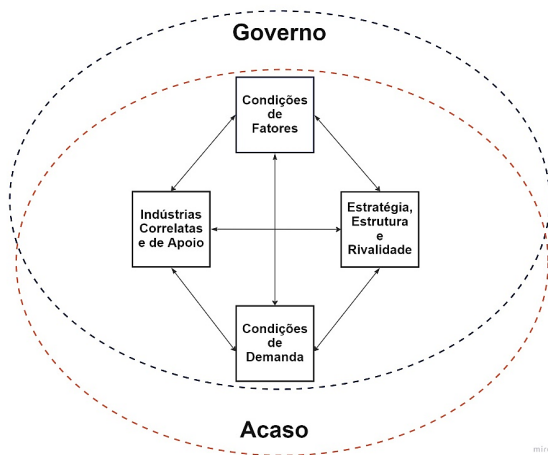 Governo
Condições
de
Fatores
Indústrias
Correlatas
e de Apoio
Estratégia,
Estrutura
e
Rivalidade
Condições
de
Demanda
Acaso